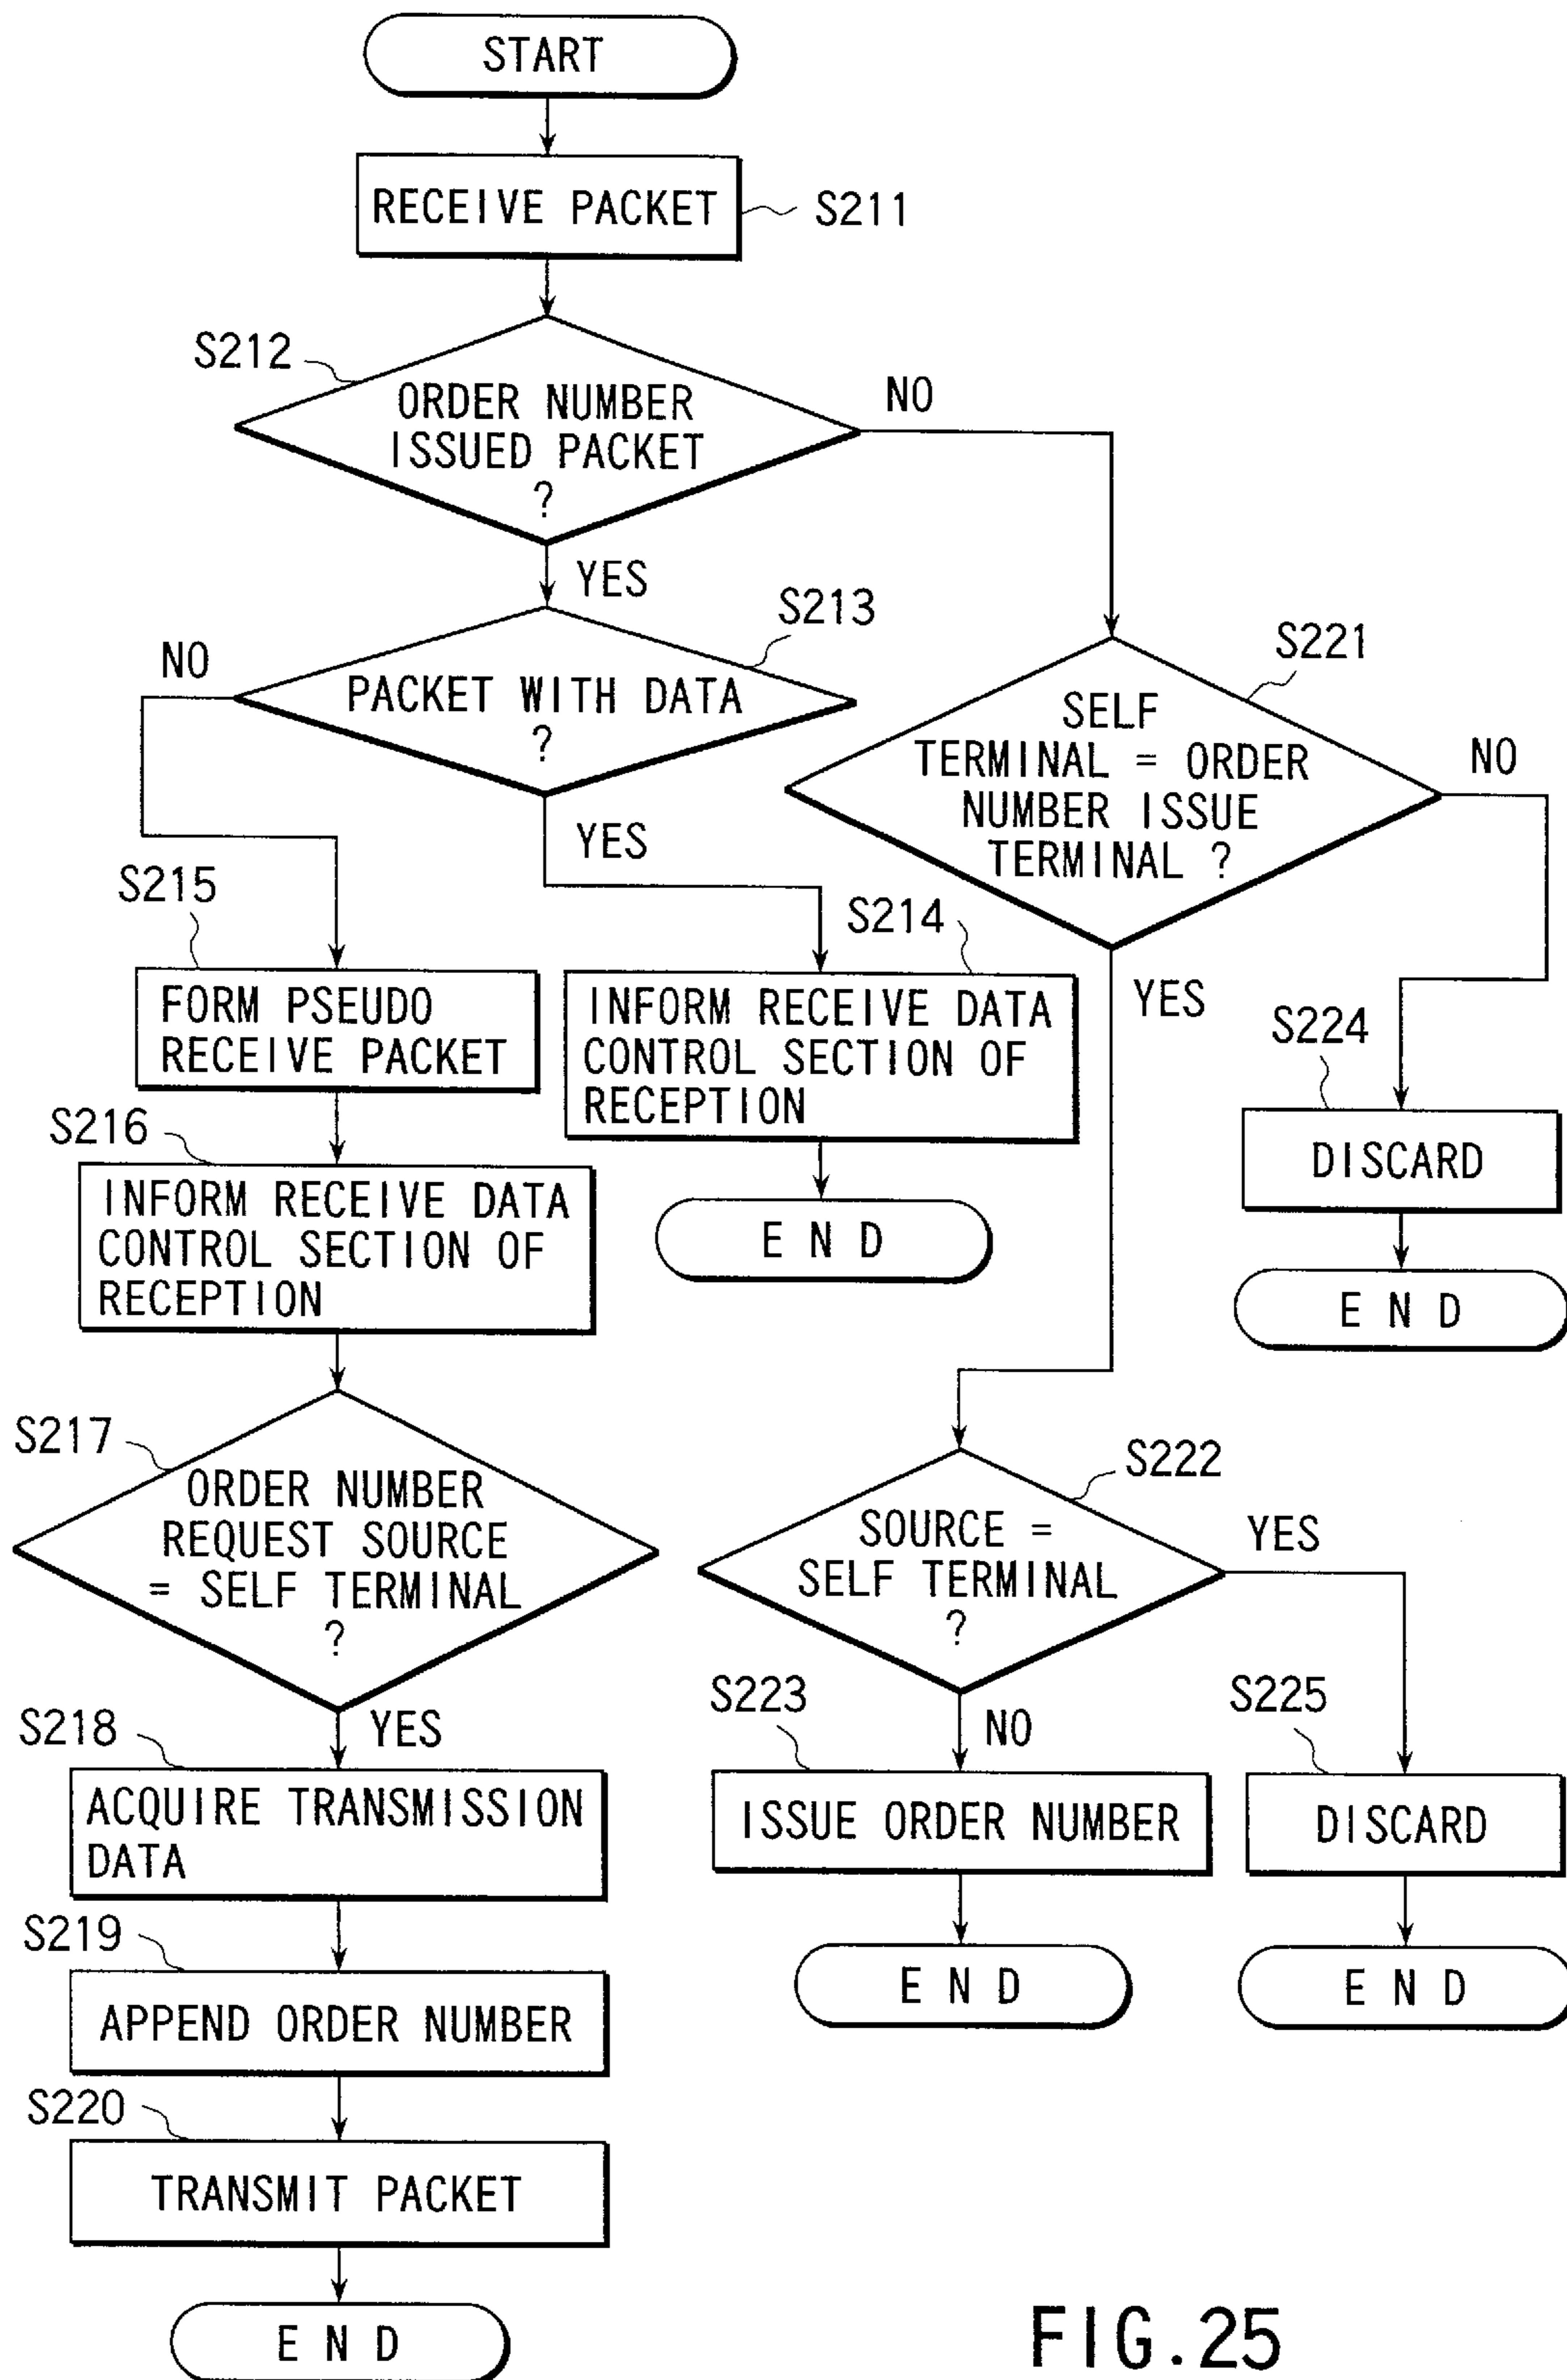 START
RECEIVE PACKET
S211
S212
ORDER NUMBER
ISSUED PACKET
?
NO
YES
S213
NO
PACKET WITH DATA
?
YES
S221
SELF
TERMINAL = ORDER
NUMBER ISSUE
TERMINAL ?
NO
YES
S215
FORM PSEUDO
RECEIVE PACKET
S214
INFORM RECEIVE DATA
CONTROL SECTION OF
RECEPTION
END
S224
DISCARD
END
S216
INFORM RECEIVE DATA
CONTROL SECTION OF
RECEPTION
S217
ORDER NUMBER
REQUEST SOURCE
= SELF TERMINAL
?
YES
S222
SOURCE =
SELF TERMINAL
?
YES
NO
S218
ACQUIRE TRANSMISSION
DATA
S223
ISSUE ORDER NUMBER
END
S225
DISCARD
END
S219
APPEND ORDER NUMBER
S220
TRANSMIT PACKET
END
FIG.25